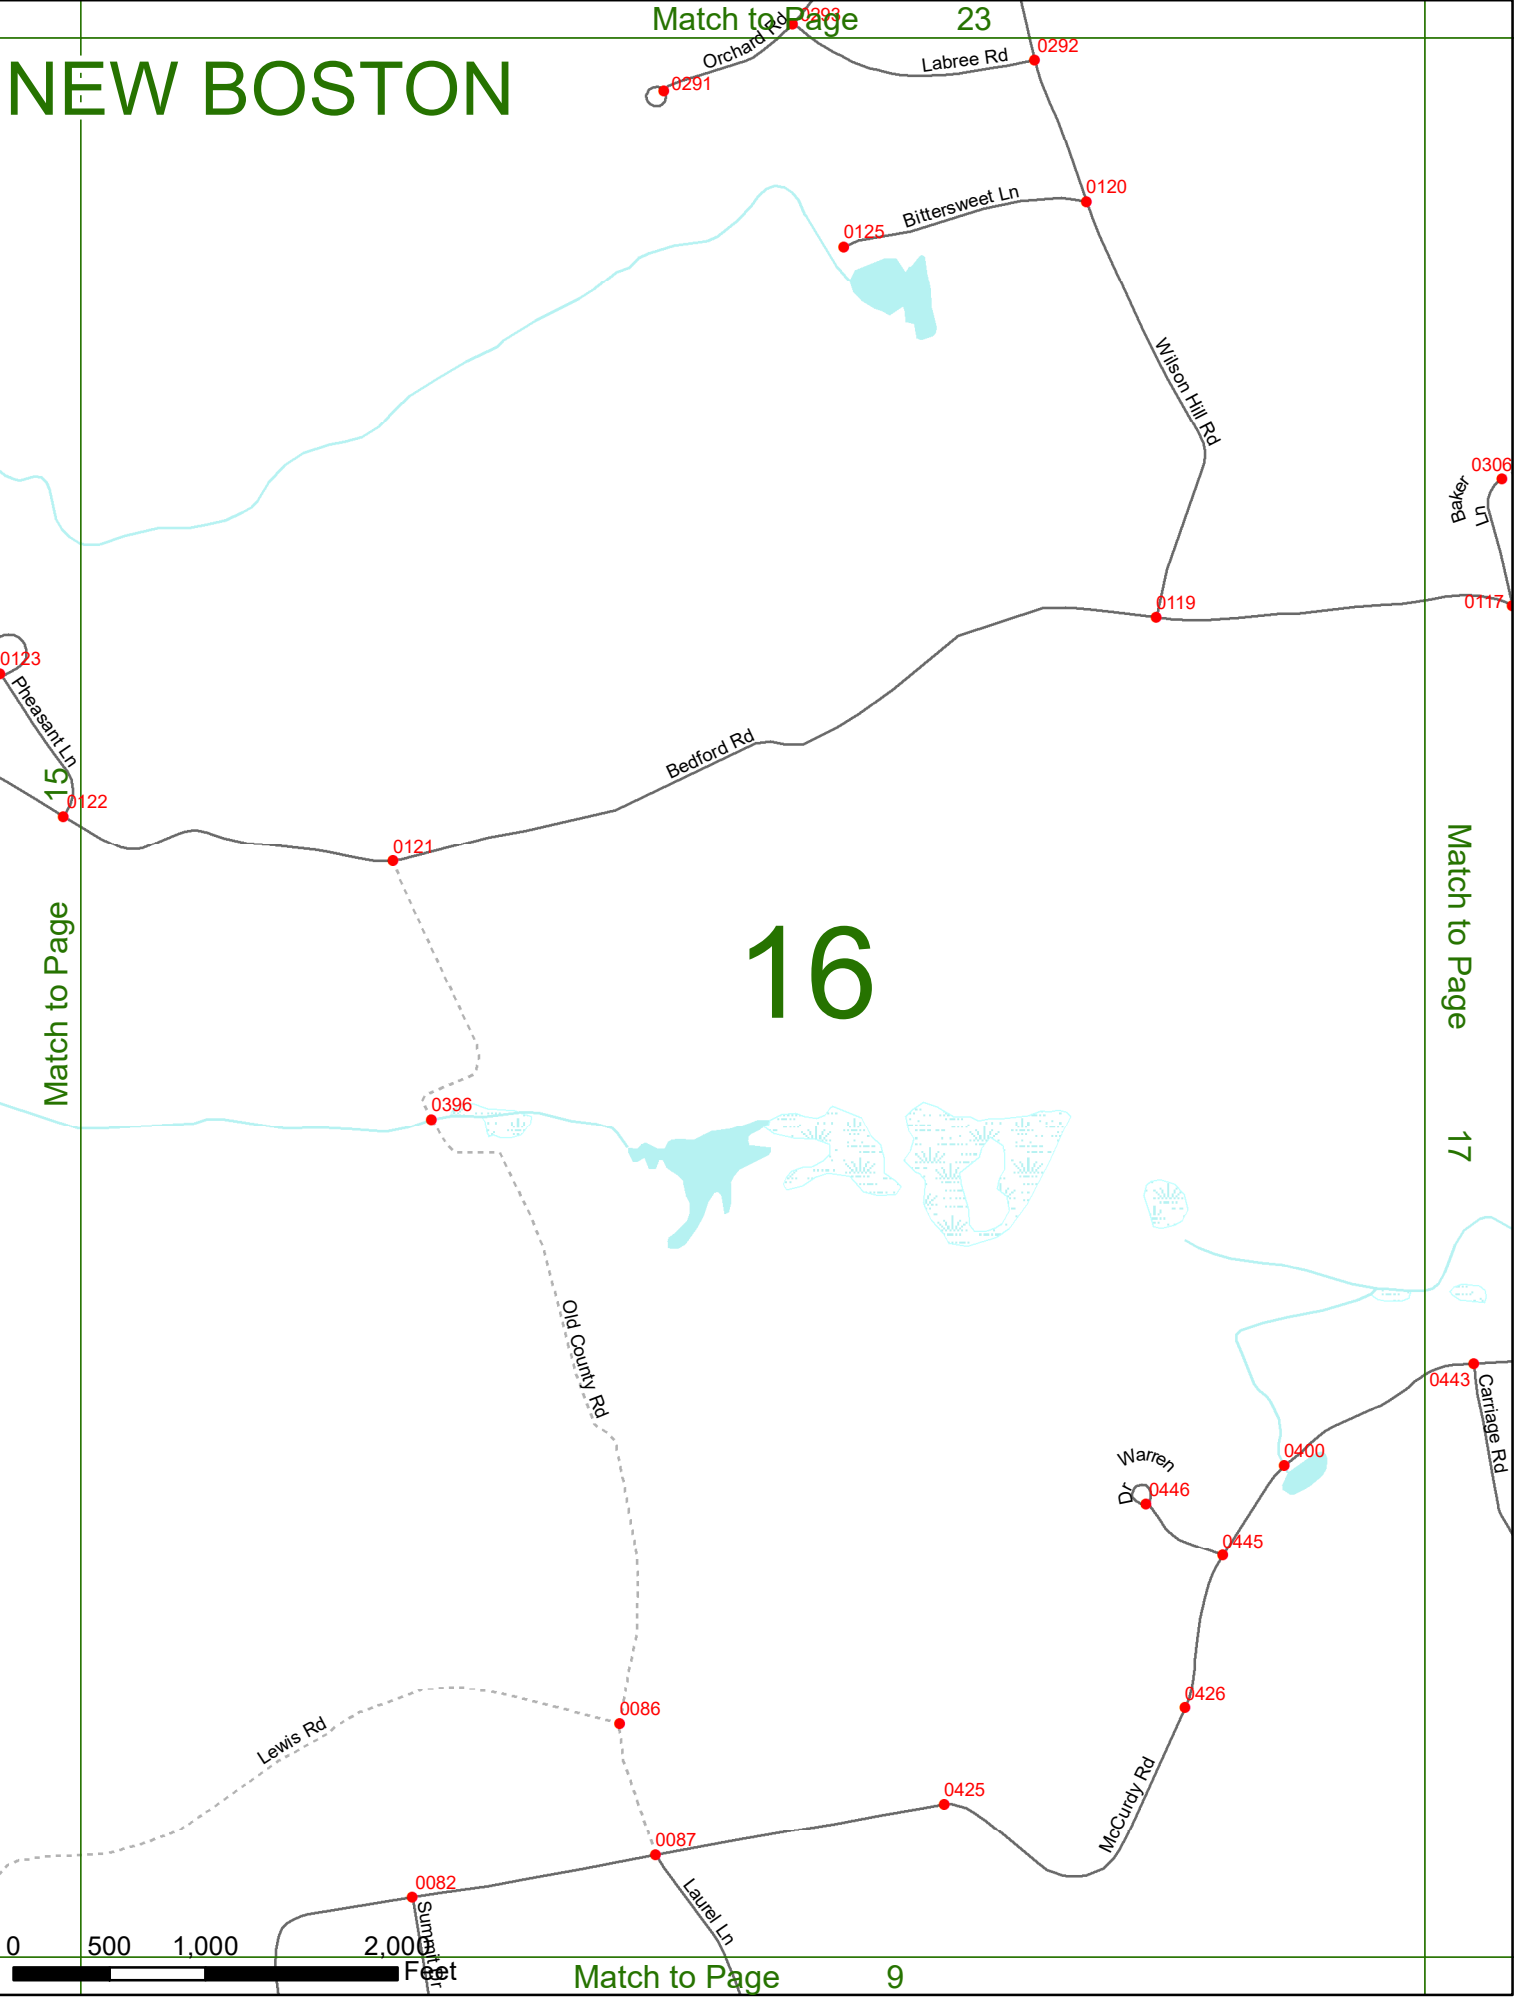 Match to Page 23
0293
Orchard Rd
Labree Rd
0292
NEW BOSTON
0291
0120
Bittersweet Ln
0125
Wilson Hill Rd
0306
Baker
Ln
0119
0117
0123
Pheasant Ln
Bedford Rd
15
0122
0121
Match to Page
16
Match to Page
17
0396
Old County Rd
0443
Carriage Rd
0400
Warren
Dr
0446
0445
0426
0086
Lewis Rd
McCurdy Rd
0425
0087
0082
Summit Dr
Laurel Ln
0 500 1,000 2,000
Feet
Match to Page 9